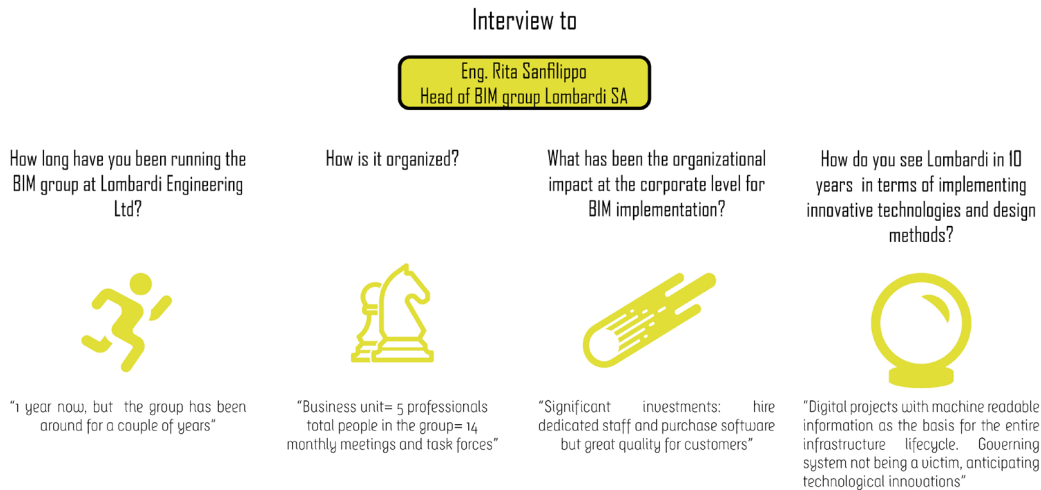 Interview to
Eng. Rita Sanfilippo
Head of BIM group Lombardi SA
How long have you been running the
BIM group at Lombardi Engineering
Ltd?
"1 year now, but the group has been
around for a couple of years"
How is it organized?
"Business unit= 5 professionals
total people in the group= 14
monthly meetings and task forces"
What has been the organizational
impact at the corporate level for
BIM implementation?
"Significant investments: hire
dedicated staff and purchase software
but great quality for customers"
How do you see Lombardi in 10
years in terms of implementing
innovative technologies and design
methods?
"Digital projects with machine readable
information as the basis for the entire
infrastructure lifecycle. Governing
system not being a victim, anticipating
technological innovations"